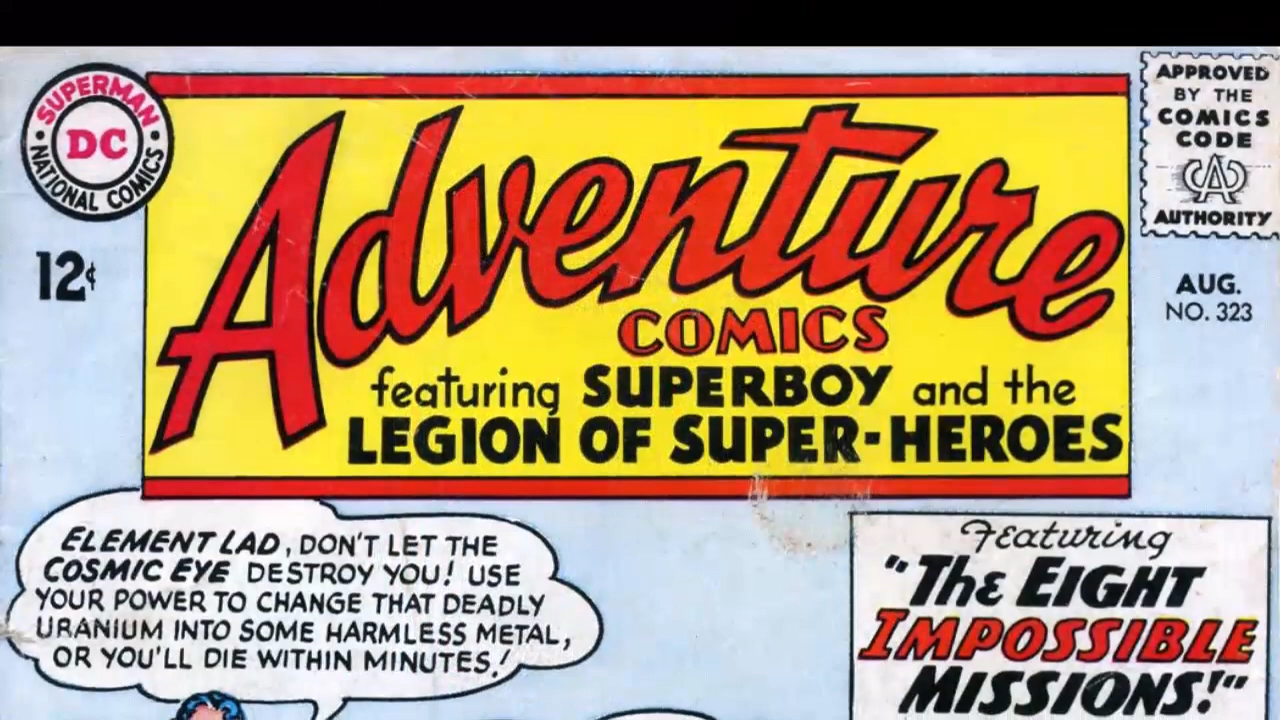 SUPERMAN
DC
NATIONAL COMICS
12¢
Adventure
COMICS
featuring SUPERBOY and the
LEGION OF SUPER-HEROES
APPROVED
BY THE
COMICS
CODE
CA
AUTHORITY
AUG.
NO. 323
ELEMENT LAD, DON'T LET THE
COSMIC EYE DESTROY YOU! USE
YOUR POWER TO CHANGE THAT DEADLY
URANIUM INTO SOME HARMLESS METAL,
OR YOU'LL DIE WITHIN MINUTES!
Featuring
"The EIGHT
IMPOSSIBLE
MISSIONS!"